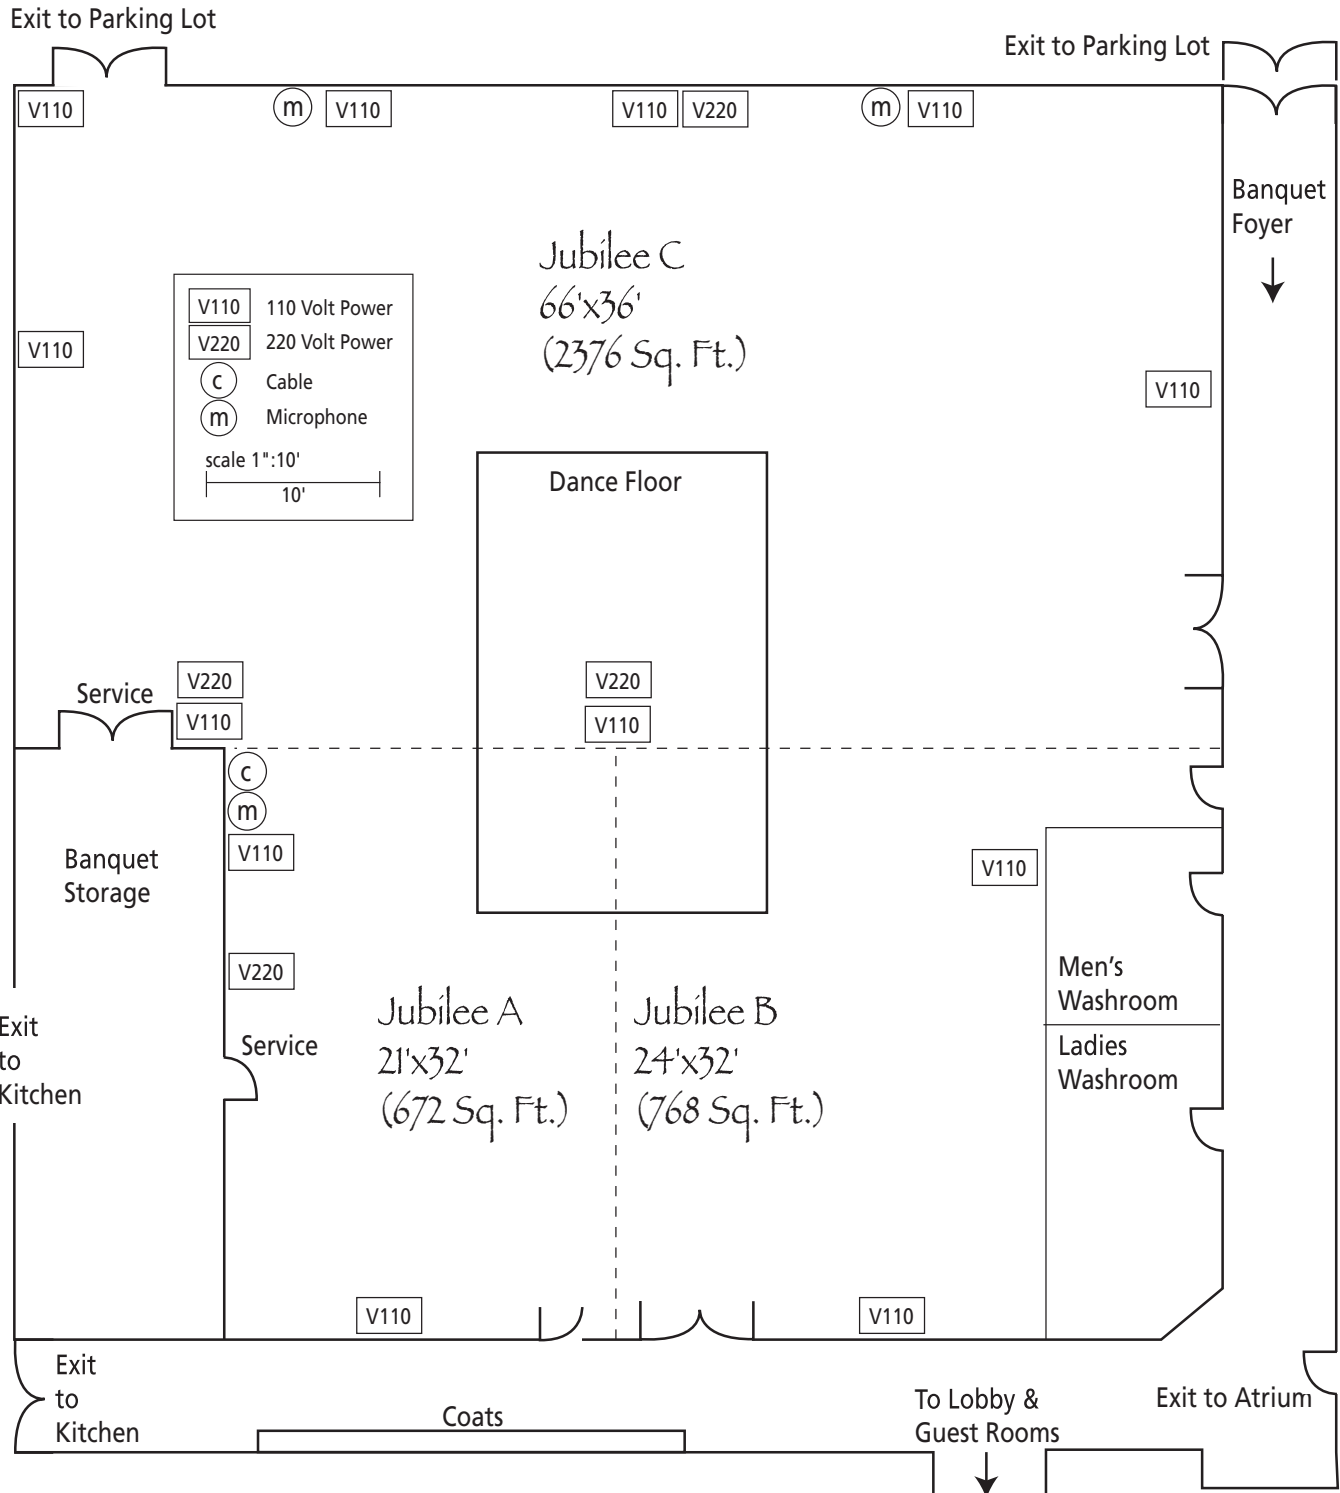 Exit to Parking Lot
Exit to Parking Lot
V110
m
V110
V110
V220
m
V110
Banquet
Foyer
Jubilee C
66'x36'
(2376 Sq. Ft.)
V110
110 Volt Power
V220
220 Volt Power
c
Cable
m
Microphone
scale 1":10'
10'
V110
V110
Dance Floor
V220
V110
Service
V220
V110
c
m
V110
Banquet
Storage
V110
V220
Men's
Washroom
Ladies
Washroom
Jubilee A
21'x32'
(672 Sq. Ft.)
Jubilee B
24'x32'
(768 Sq. Ft.)
Exit
to
Kitchen
Service
V110
V110
Exit
to
Kitchen
Coats
To Lobby &
Guest Rooms
Exit to Atrium